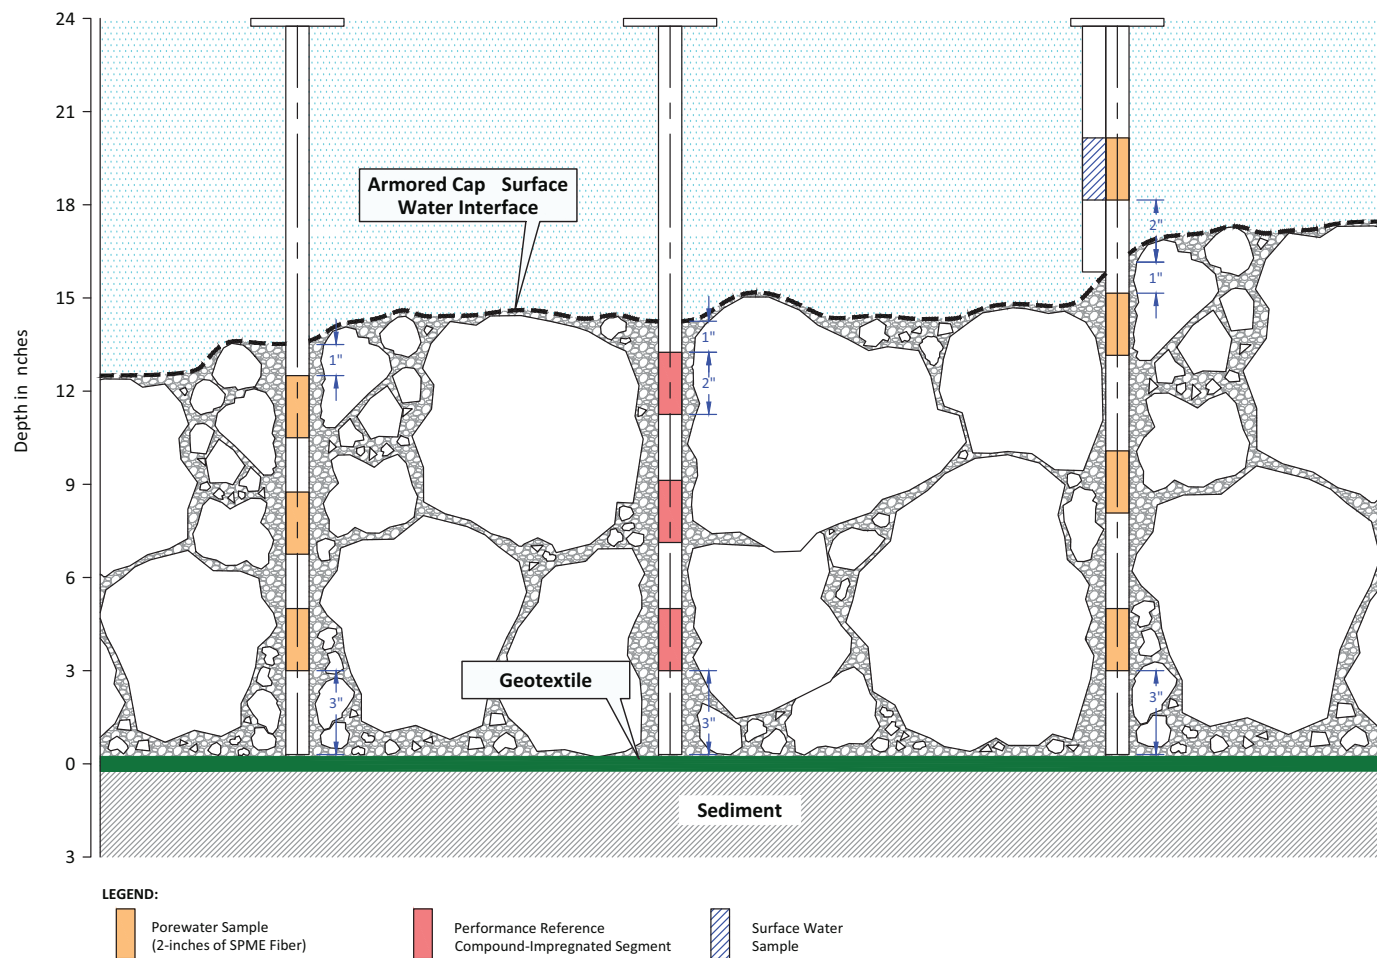 24
21
18
15
12
9
6
3
0
3
Depth in nches
Armored Cap Surface
Water Interface
1"
3"
1"
2"
3"
2"
1"
3"
Geotextile
Sediment
LEGEND:
Porewater Sample
(2-inches of SPME Fiber)
Performance Reference
Compound-Impregnated Segment
Surface Water
Sample